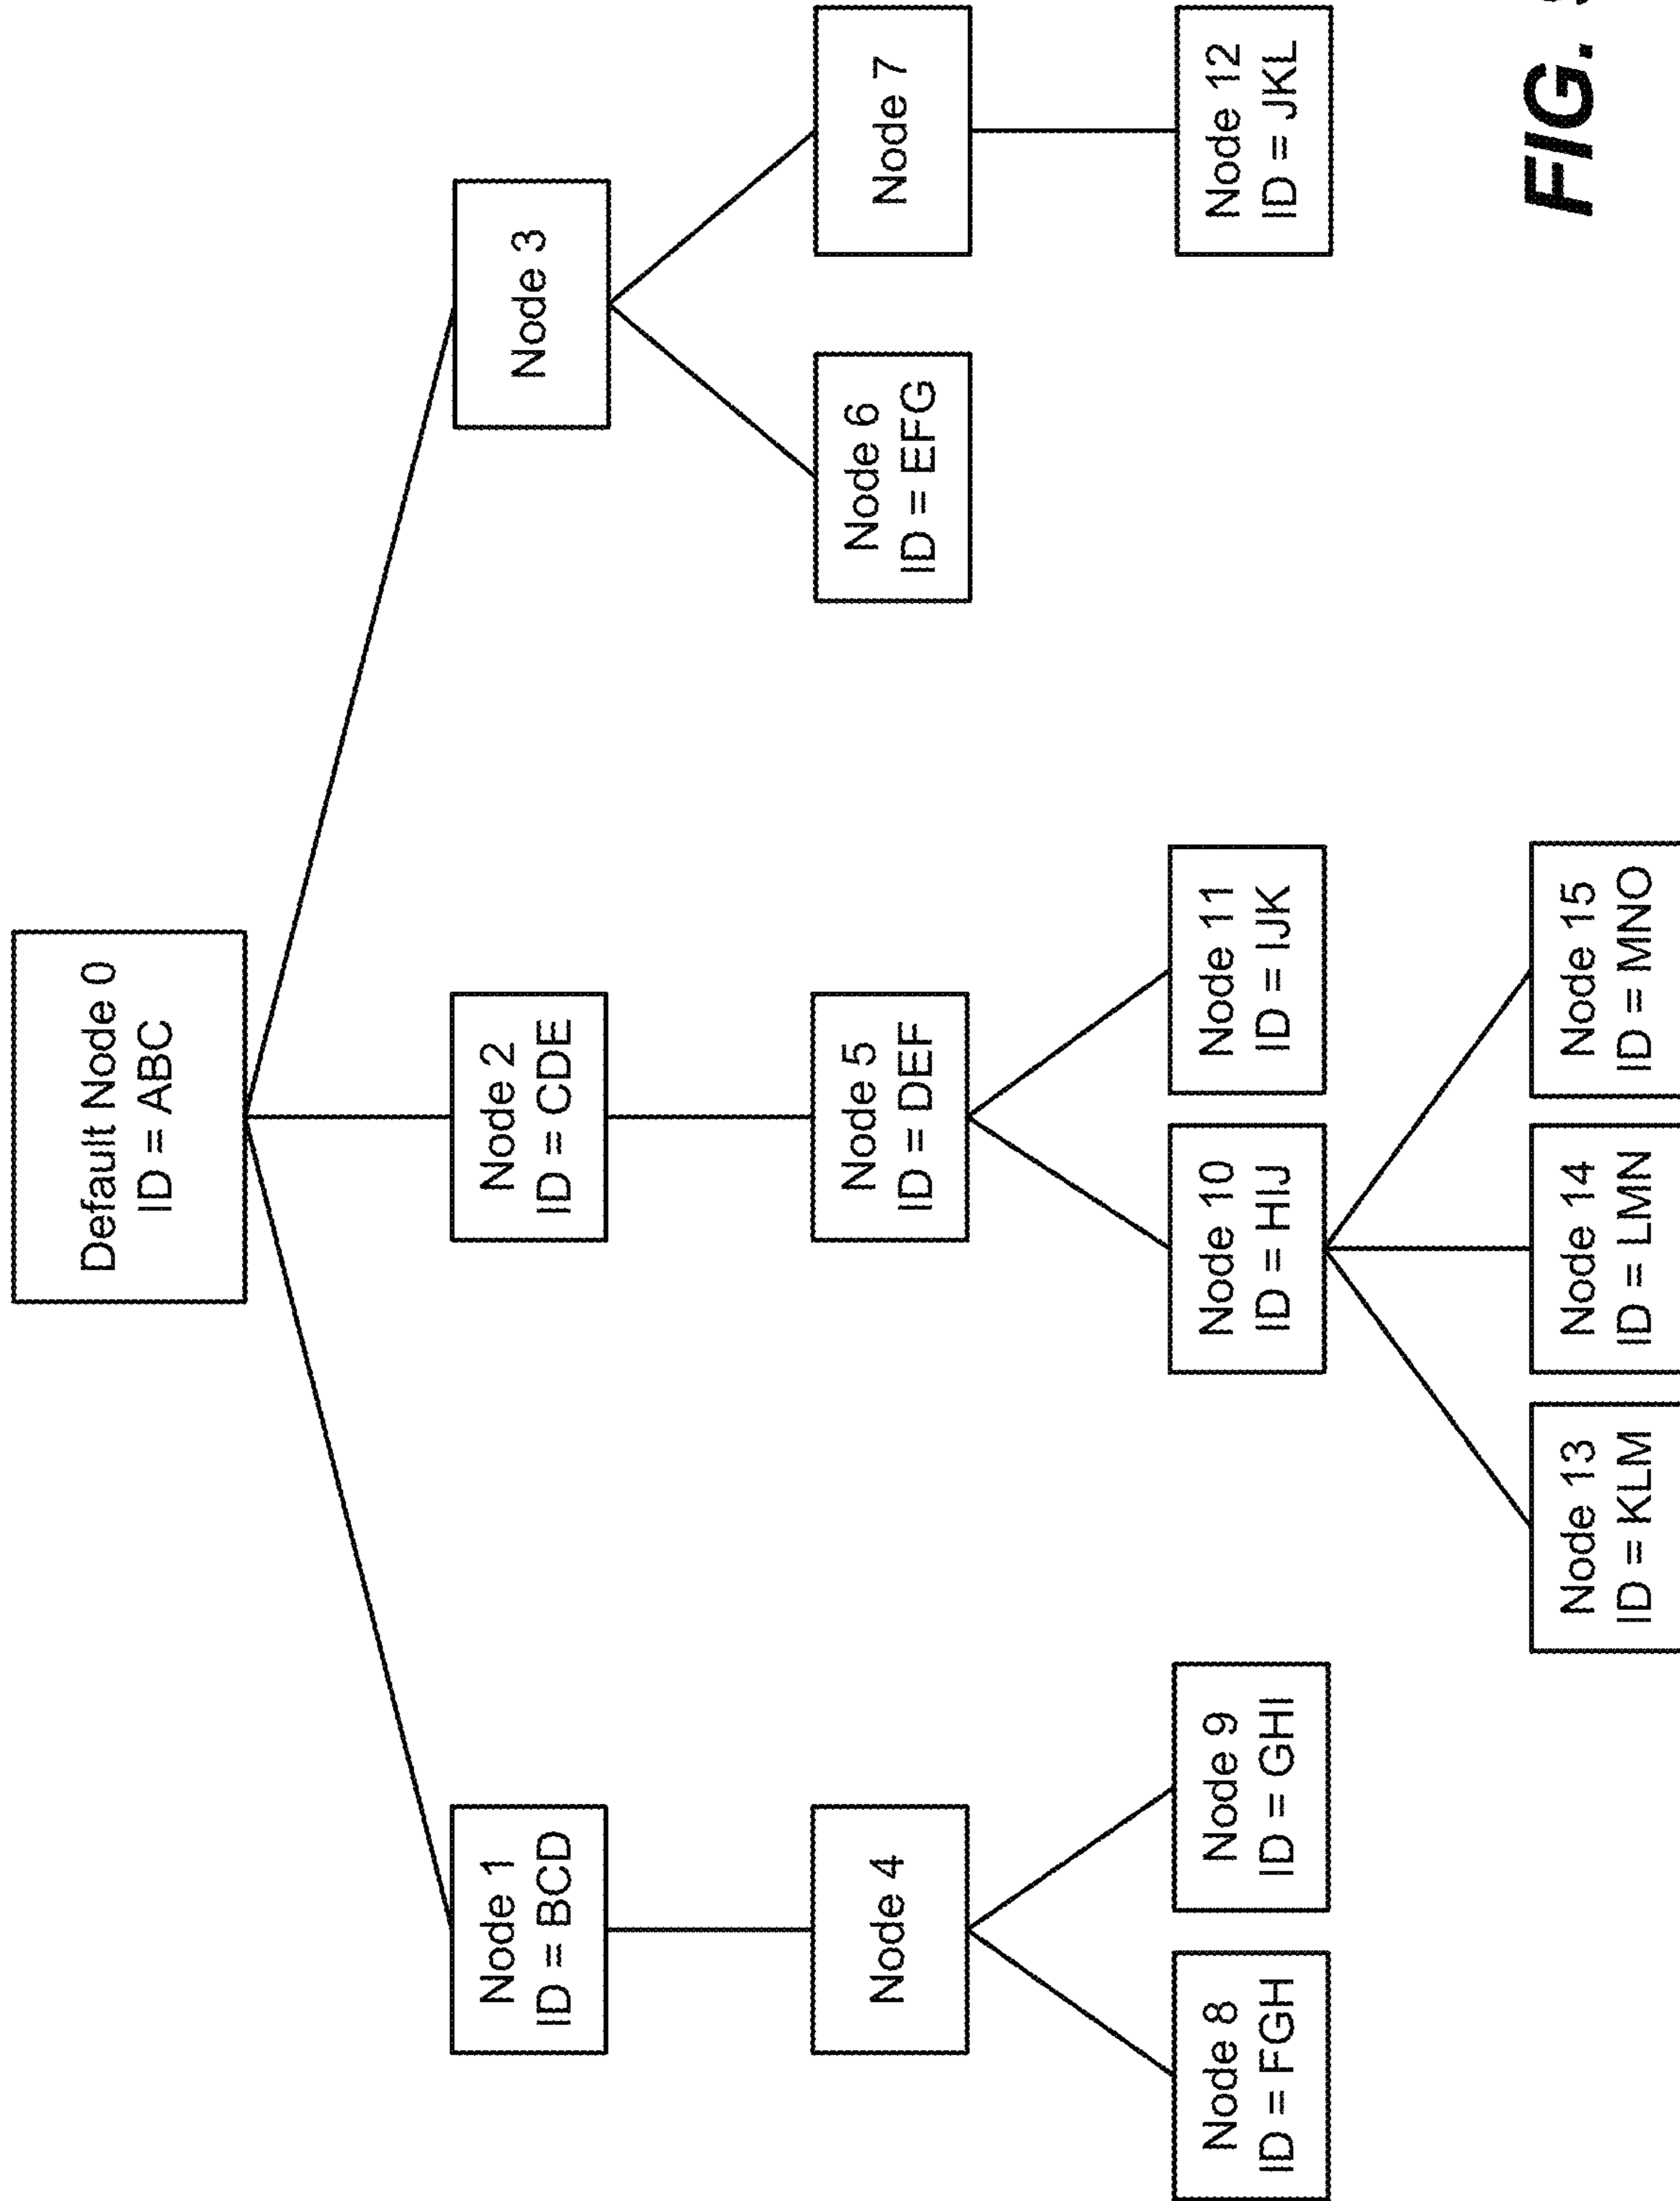 Default Node 0
ID = ABC
Node 1
ID = BCD
Node 2
ID = CDE
Node 3
Node 4
Node 5
ID = DEF
Node 6
ID = EFG
Node 7
Node 8
ID = FGH
Node 9
ID = GHI
Node 10
ID = HIJ
Node 11
ID = IJK
Node 12
ID = JKL
Node 13
ID = KLM
Node 14
ID = LMN
Node 15
ID = MNO
FIG.